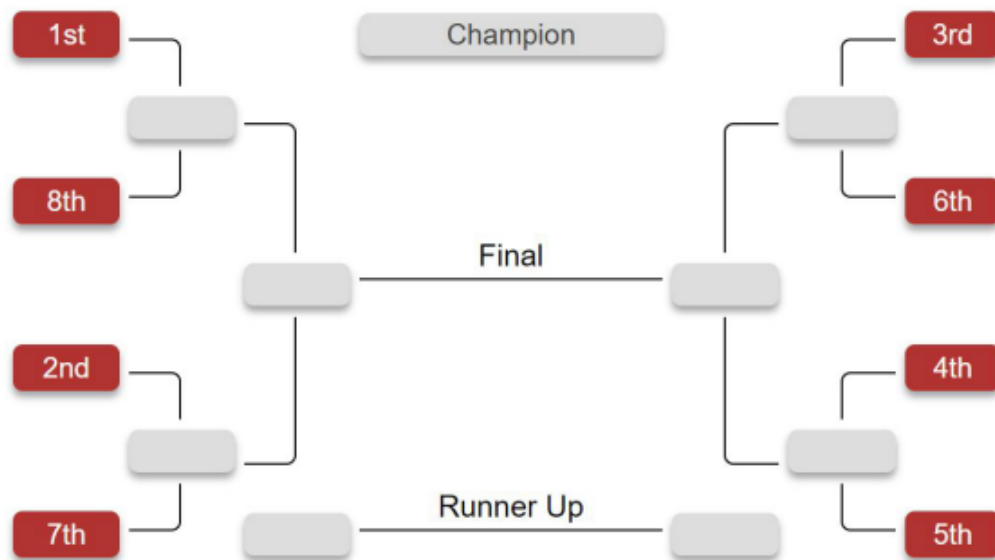 1st
Champion
3rd
8th
6th
Final
2nd
4th
7th
Runner Up
5th